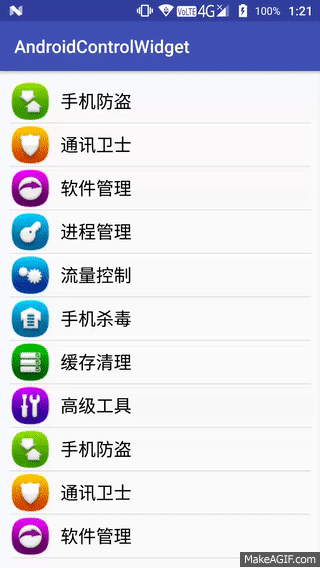 VoLTE 4G 100% 1:21
AndroidControlWidget
手机防盗
通讯卫士
软件管理
进程管理
流量控制
手机杀毒
缓存清理
高级工具
手机防盗
通讯卫士
软件管理
MakeAGIF.com